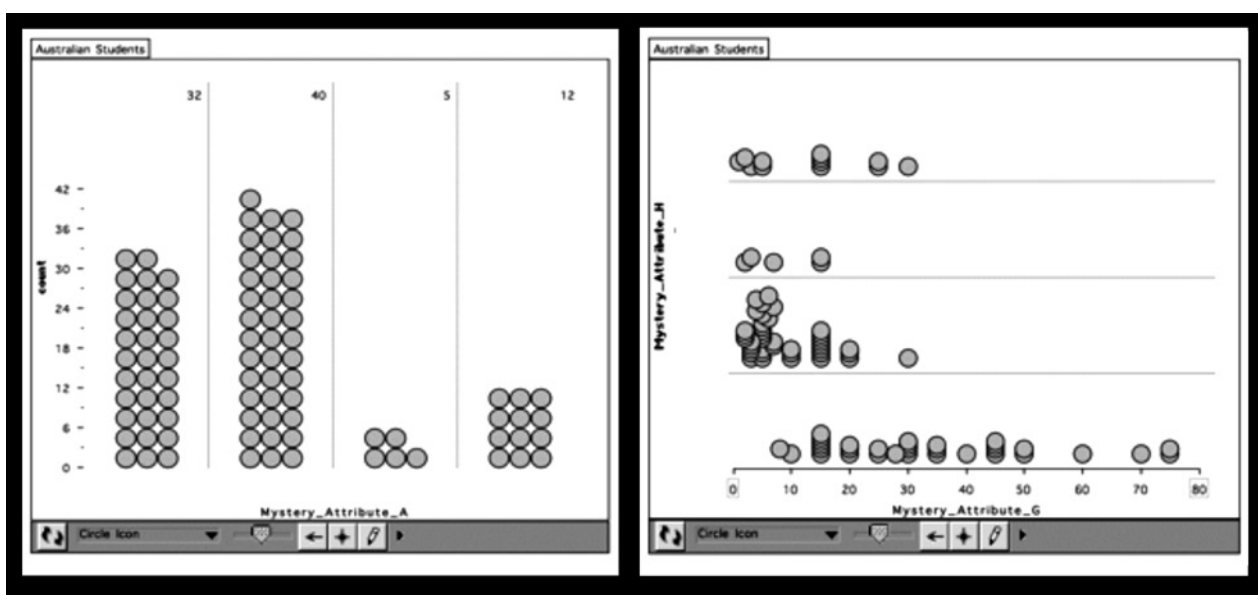 Australian Students
32 40 5 12
42
36
30
24
18
12
6
0
count
Mystery_Attribute_A
Circle Icon
Australian Students
Mystery_Attribute_H
0 10 20 30 40 50 60 70 80
Mystery_Attribute_G
Circle Icon